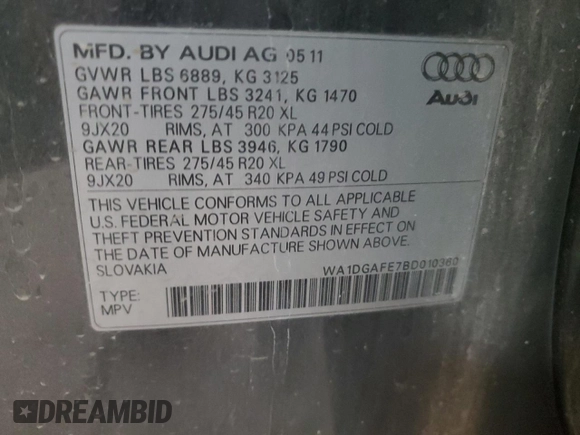 MFD. BY AUDI AG 05 11
GVWR LBS 6889, KG 3125
GAWR FRONT LBS 3241, KG 1470
FRONT-TIRES 275/45 R20 XL
9JX20 RIMS, AT 300 KPA 44 PSI COLD
GAWR REAR LBS 3946, KG 1790
REAR-TIRES 275/45 R20 XL
9JX20 RIMS, AT 340 KPA 49 PSI COLD
Audi
THIS VEHICLE CONFORMS TO ALL APPLICABLE
U.S. FEDERAL MOTOR VEHICLE SAFETY AND
THEFT PREVENTION STANDARDS IN EFFECT ON
THE DATE OF MANUFACTURE SHOWN ABOVE.
SLOVAKIA WA1DGAFE7BD010380
TYPE:
MPV
DREAMBID